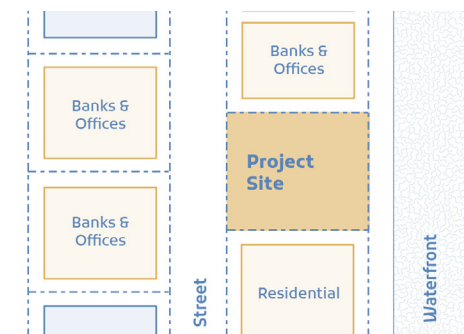 Banks &
Offices
Banks &
Offices
Project
Site
Banks &
Offices
Residential
Street
Waterfront